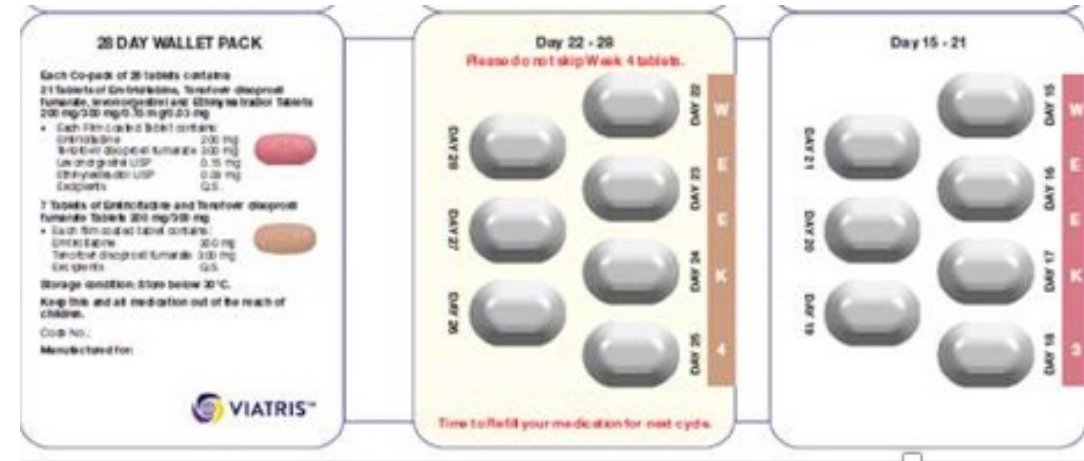 28 DAY WALLET PACK
Each Co-pack of 28 tablets contains
21 Tablets of Emtricitabine, Tenofovir disoproxil
fumarate, levonorgestrel and Ethinylestradiol Tablets
200 mg/300 mg/0.15 mg/0.03 mg
• Each Film coated tablet contains:
Emtricitabine 200 mg
Tenofovir disoproxil fumarate 300 mg
Levonorgestrel USP 0.15 mg
Ethinylestradiol USP 0.03 mg
Excipients Q.S.
7 Tablets of Emtricitabine and Tenofovir disoproxil
fumarate Tablets 200 mg/300 mg
• Each film coated tablet contains:
Emtricitabine 200 mg
Tenofovir disoproxil fumarate 300 mg
Excipients Q.S.
Storage condition: Store below 30°C.
Keep this and all medication out of the reach of
children.
Code No.:
Manufactured for:
VIATRIS™
Day 22 - 28
Please do not skip Week 4 tablets.
DAY 22
DAY 23
DAY 24
DAY 25
DAY 26
DAY 27
DAY 28
WEEK 4
Time to Refill your medication for next cycle.
Day 15 - 21
DAY 15
DAY 16
DAY 17
DAY 18
DAY 19
DAY 20
DAY 21
WEEK 3